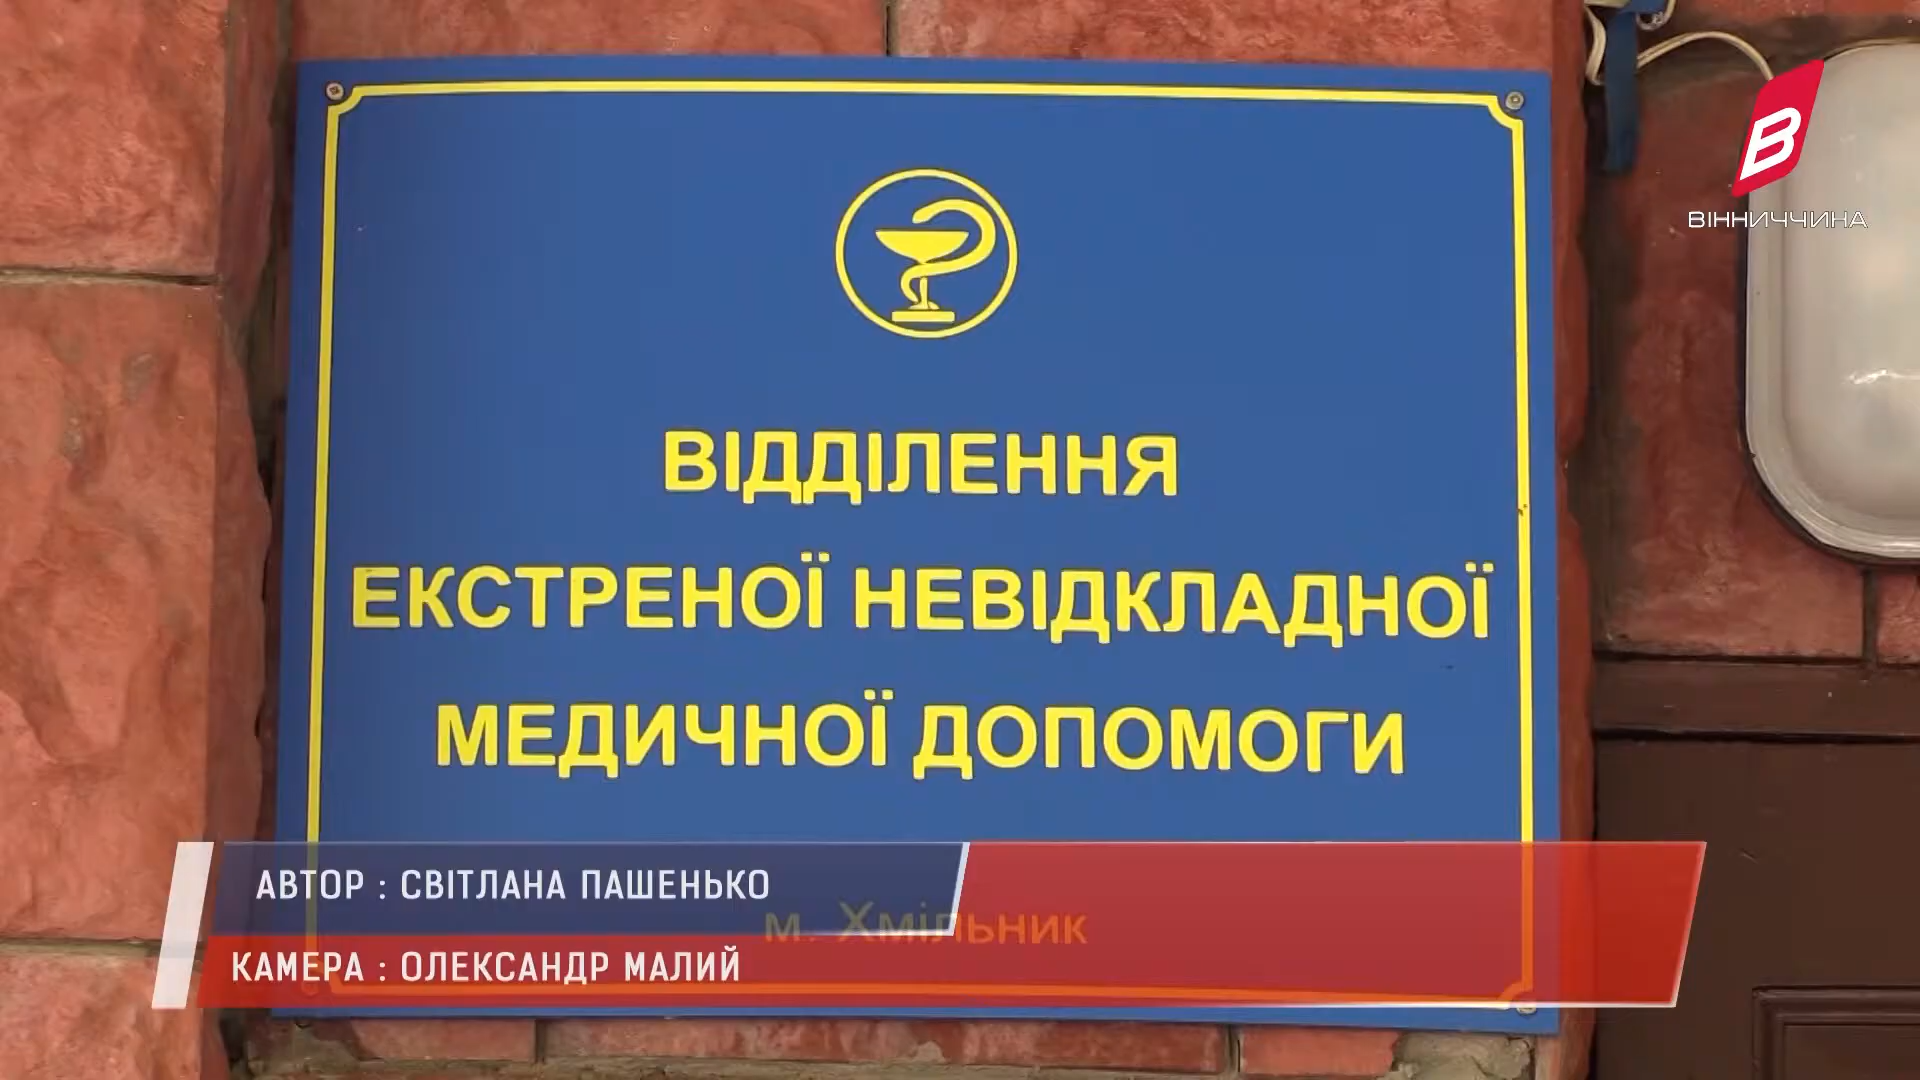 В
ВІННИЧЧИНА
ВІДДІЛЕННЯ
ЕКСТРЕНОЇ НЕВІДКЛАДНОЇ
МЕДИЧНОЇ ДОПОМОГИ
м. Хмільник
АВТОР : СВІТЛАНА ПАШЕНЬКО
КАМЕРА : ОЛЕКСАНДР МАЛИЙ